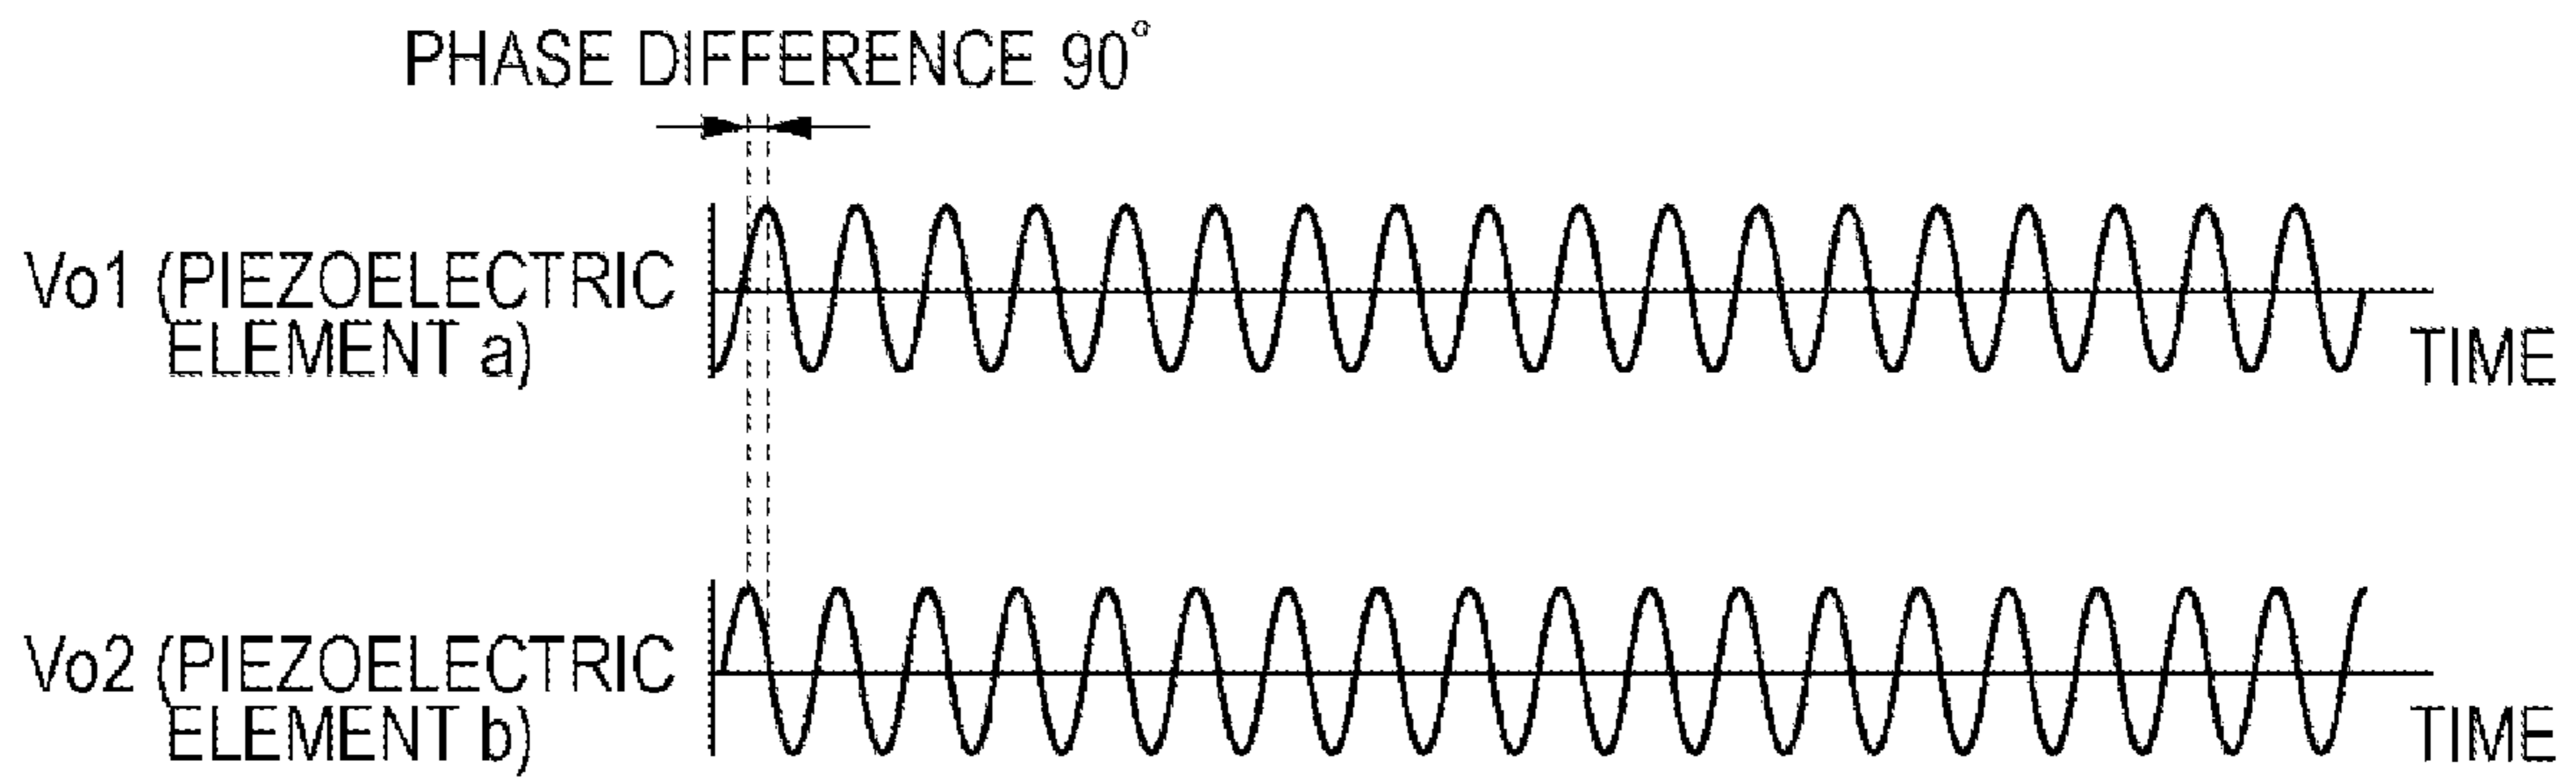 PHASE DIFFERENCE 90°
Vo1 (PIEZOELECTRIC
ELEMENT a)
TIME
Vo2 (PIEZOELECTRIC
ELEMENT b)
TIME